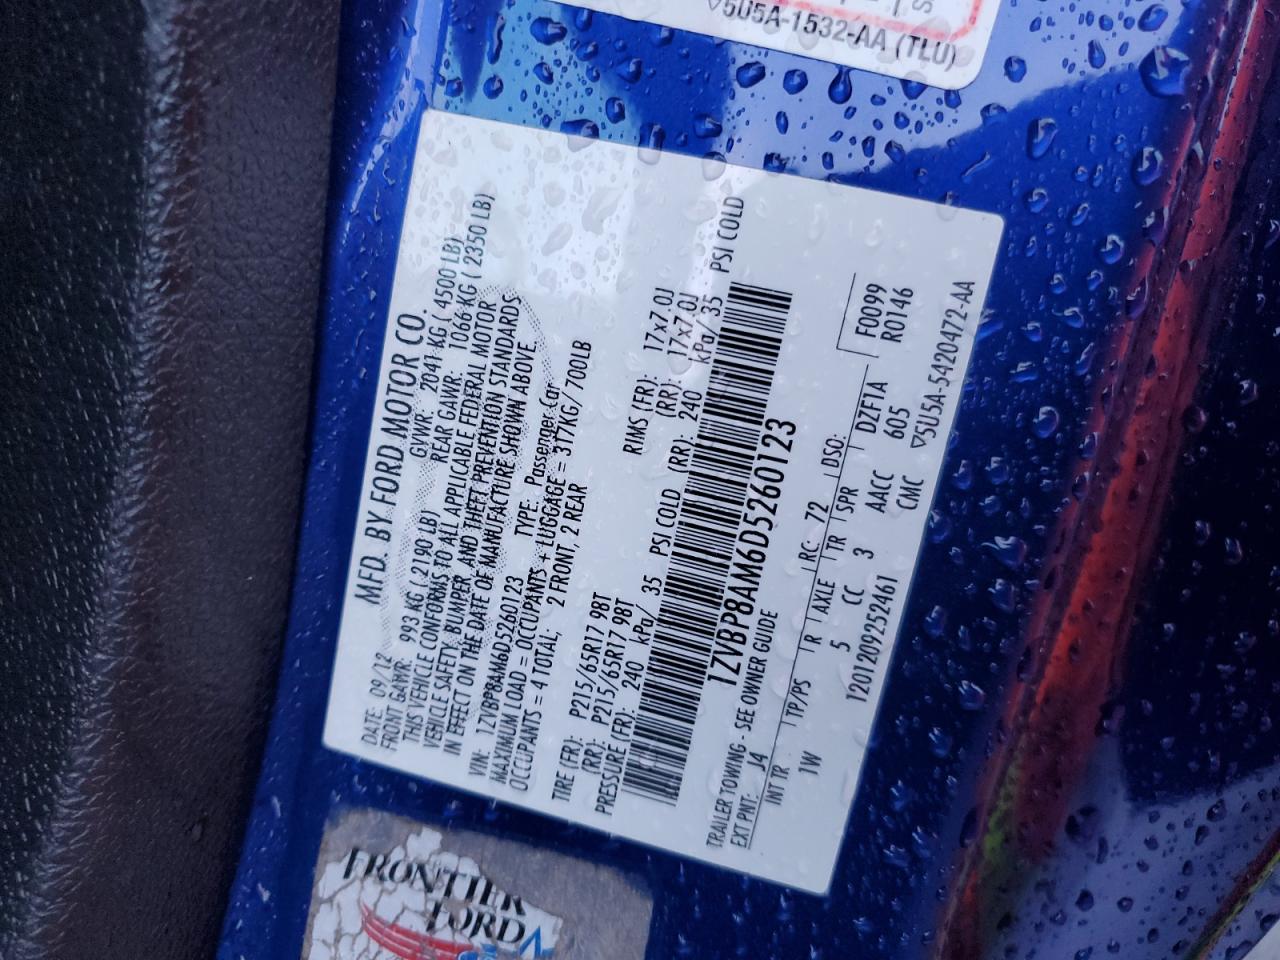 ▽5U5A-1532-AA (TLU)
MFD. BY FORD MOTOR CO.
DATE: 09/12 GVWR: 2041 KG ( 4500 LB)
FRONT GAWR: 993 KG ( 2190 LB) REAR GAWR: 1066 KG ( 2350 LB),
THIS VEHICLE CONFORMS TO ALL APPLICABLE FEDERAL MOTOR
VEHICLE SAFETY, BUMPER, AND THEFT PREVENTION STANDARDS
IN EFFECT ON THE DATE OF MANUFACTURE SHOWN ABOVE.
VIN: 1ZVBP8AM6D5260123 TYPE: Passenger Car
MAXIMUM LOAD = OCCUPANTS + LUGGAGE = 317KG/ 700LB
OCCUPANTS = 4 TOTAL; 2 FRONT, 2 REAR
TIRE (FR): P215/65R17 98T RIMS (FR): 17x7.0J
(RR): P215/65R17 98T (RR): 17x7.0J
PRESSURE (FR): 240 kPa/ 35 PSI COLD (RR): 240 kPa/ 35 PSI COLD
1ZVBP8AM6D5260123
TRAILER TOWING - SEE OWNER GUIDE
EXT PNT: J4 RC: 72 DSO: F0099
INT TR TP/PS R AXLE TR SPR DZF1A R0146
1W 5 CC 3 AACC 605
CMC
1201209252461 ▽5U5A-5420472-AA
FRONTIER
FORD